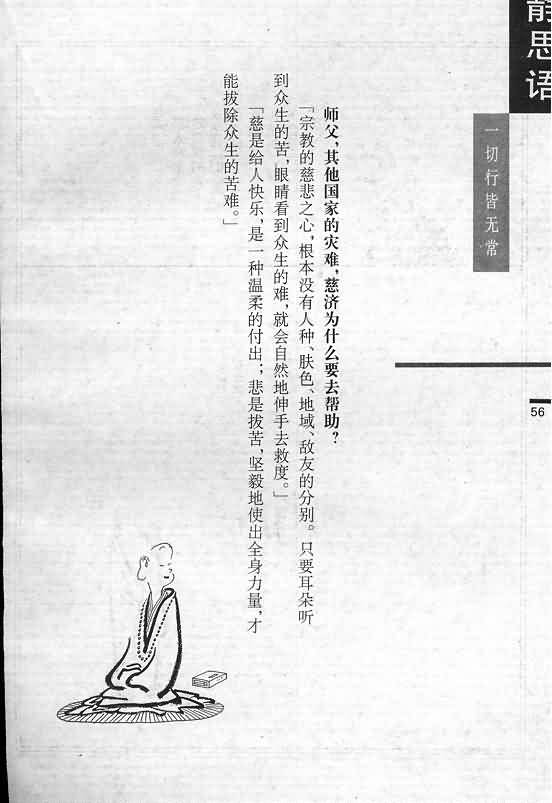 静思语
一切行皆无常
56
师父,其他国家的灾难,慈济为什么要去帮助?
「宗教的慈悲之心,根本没有人种、肤色、地域、敌友的分别。只要耳朵听
到众生的苦,眼睛看到众生的难,就会自然地伸手去救度。」
「慈是给人快乐,是一种温柔的付出;悲是拔苦,坚毅地使出全身力量,才
能拔除众生的苦难。」